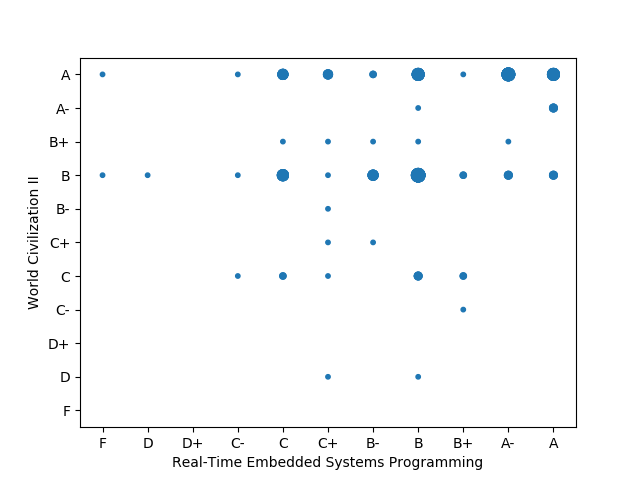 A
A-
B+
B
B-
C+
C
C-
D+
D
F
World Civilization II
F D D+ C- C C+ B- B B+ A- A
Real-Time Embedded Systems Programming